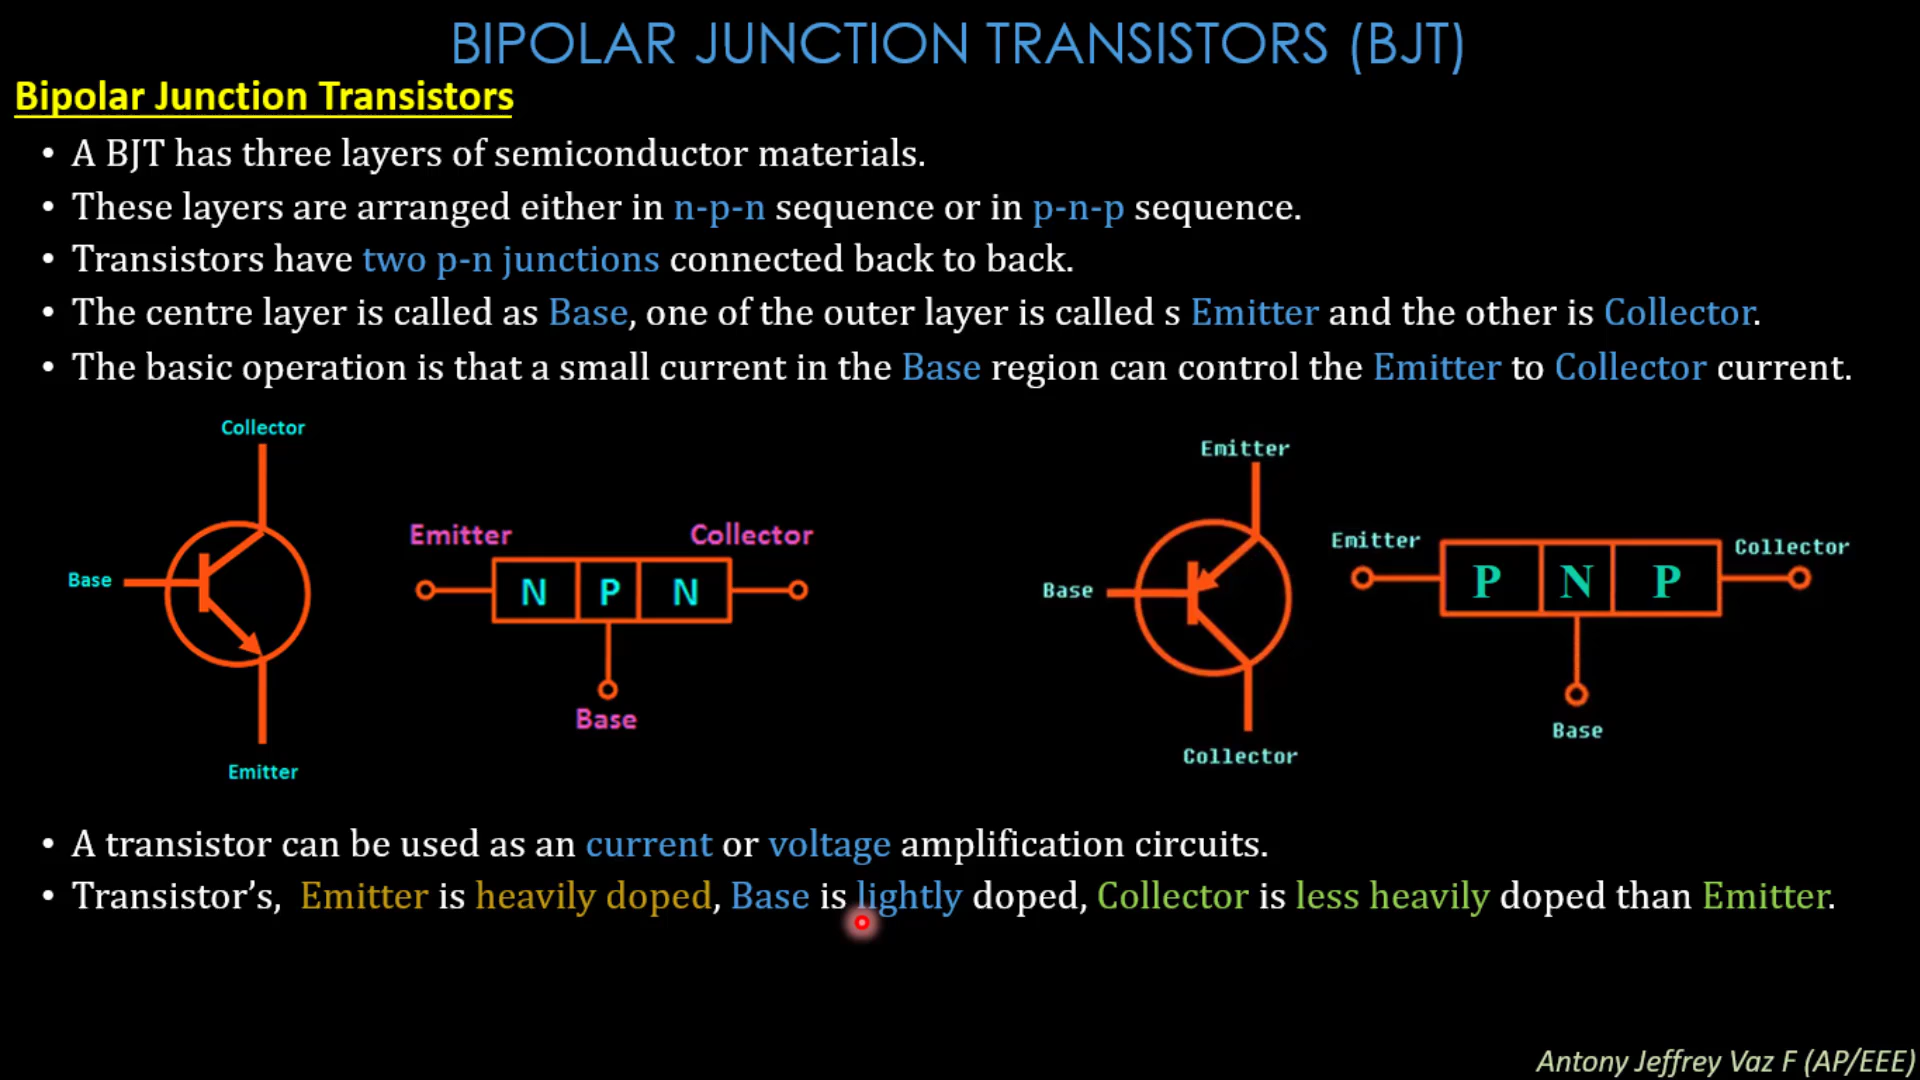 BIPOLAR JUNCTION TRANSISTORS (BJT)
Bipolar Junction Transistors
• A BJT has three layers of semiconductor materials.
• These layers are arranged either in n-p-n sequence or in p-n-p sequence.
• Transistors have two p-n junctions connected back to back.
• The centre layer is called as Base, one of the outer layer is called s Emitter and the other is Collector.
• The basic operation is that a small current in the Base region can control the Emitter to Collector current.
Collector
Base
Emitter
Emitter
Collector
N P N
Base
Emitter
Base
Collector
Emitter
Collector
P N P
Base
• A transistor can be used as an current or voltage amplification circuits.
• Transistor’s, Emitter is heavily doped, Base is lightly doped, Collector is less heavily doped than Emitter.
Antony Jeffrey Vaz F (AP/EEE)